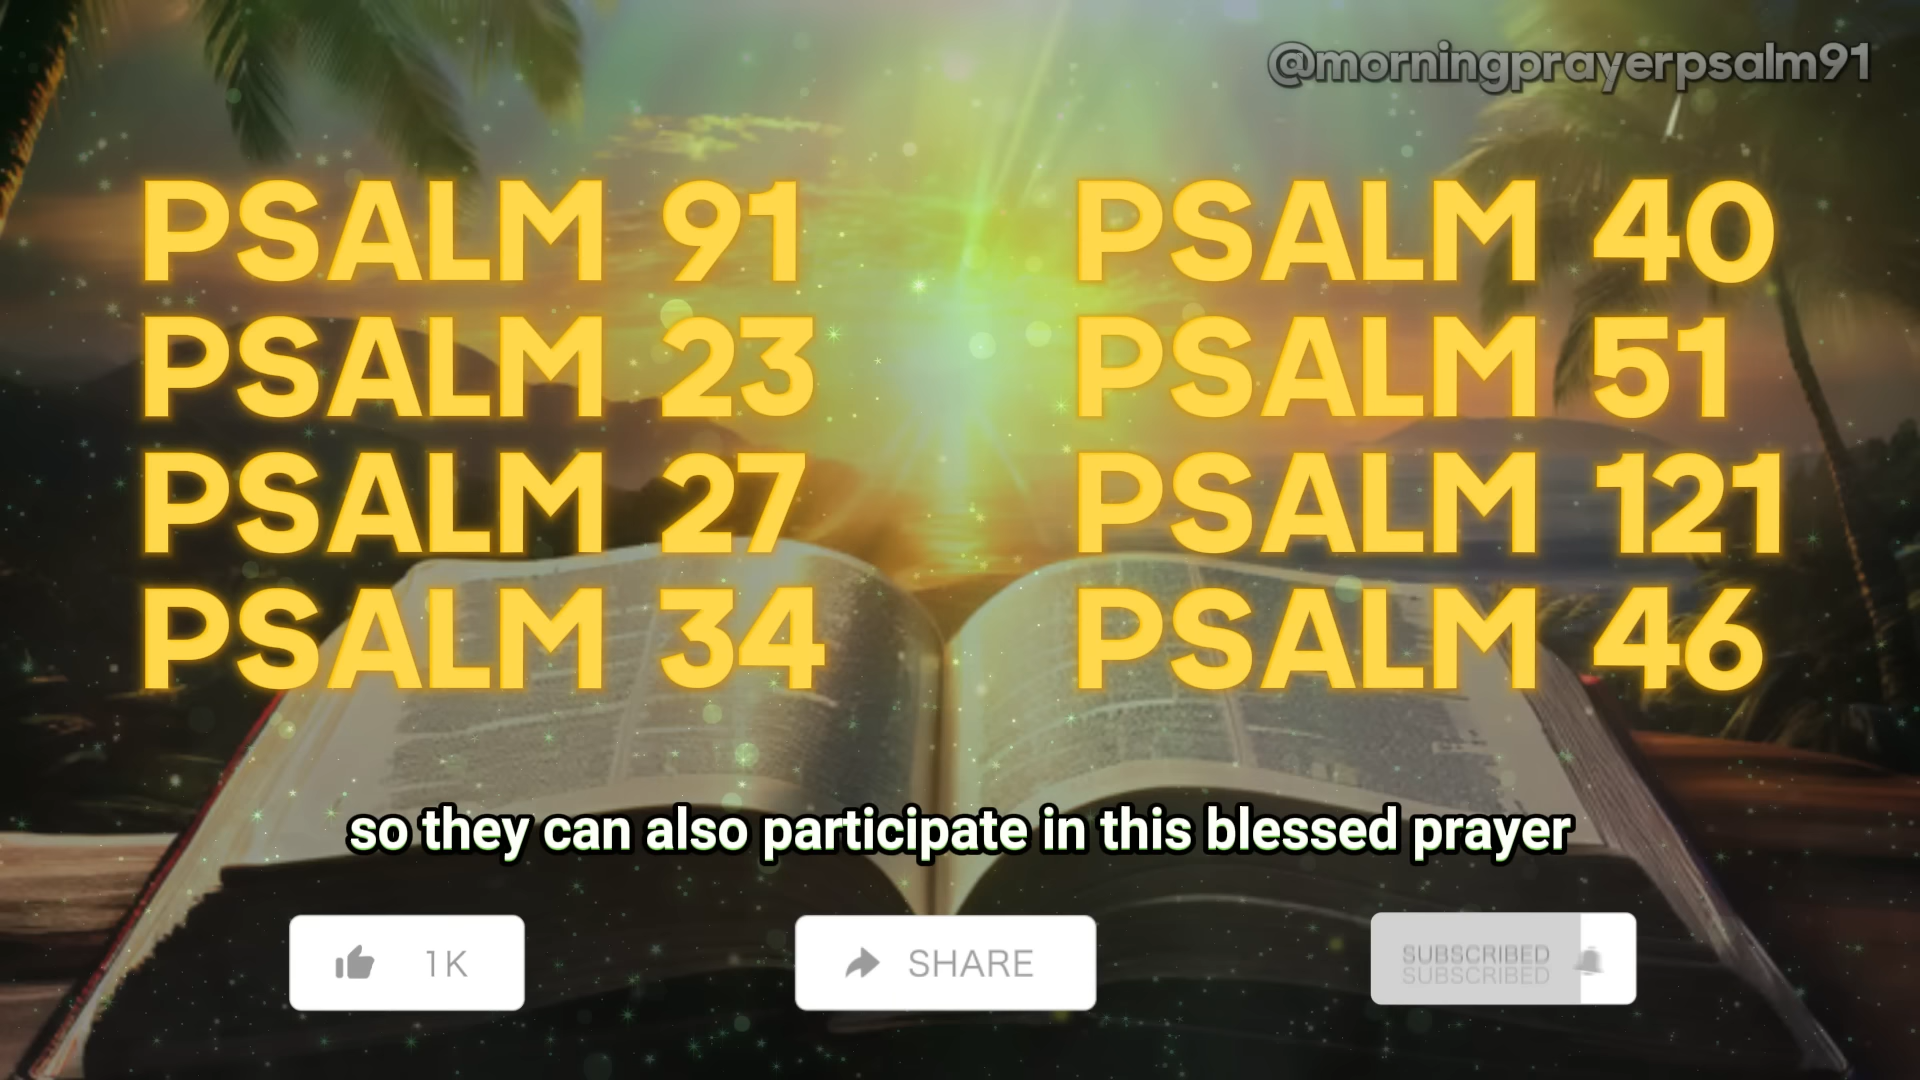 @morningprayerpsalm91
PSALM 91
PSALM 23
PSALM 27
PSALM 34
PSALM 40
PSALM 51
PSALM 121
PSALM 46
so they can also participate in this blessed prayer
1K
SHARE
SUBSCRIBED
SUBSCRIBED